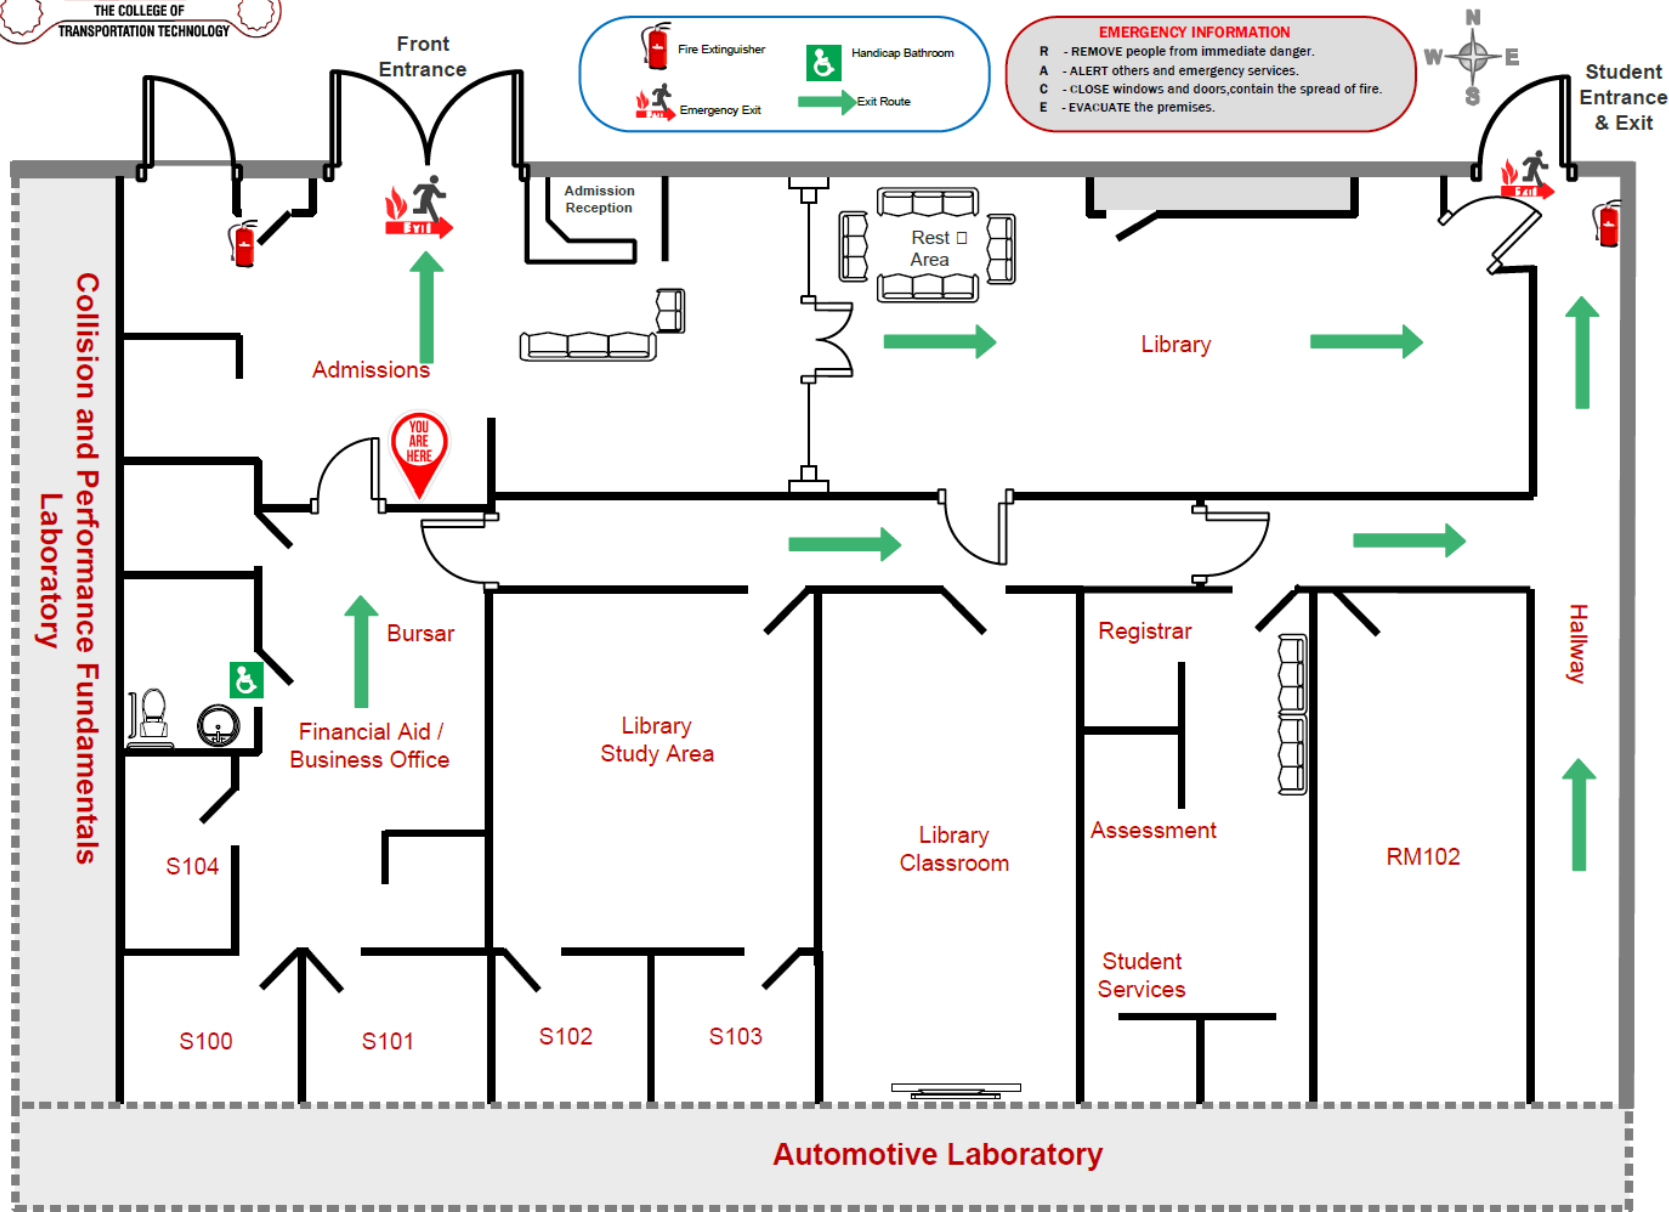 THE COLLEGE OF
TRANSPORTATION TECHNOLOGY
Front
Entrance
Fire Extinguisher
Handicap Bathroom
Emergency Exit
Exit Route
EMERGENCY INFORMATION
R - REMOVE people from immediate danger.
A - ALERT others and emergency services.
C - CLOSE windows and doors,contain the spread of fire.
E - EVACUATE the premises.
N
W E
S
Student
Entrance
& Exit
Admission
Reception
Rest
Area
Library
Admissions
YOU
ARE
HERE
Collision and Performance Fundamentals
Laboratory
Bursar
Registrar
Hallway
Financial Aid /
Business Office
Library
Study Area
Library
Classroom
Assessment
RM102
S104
Student
Services
S100
S101
S102
S103
Automotive Laboratory